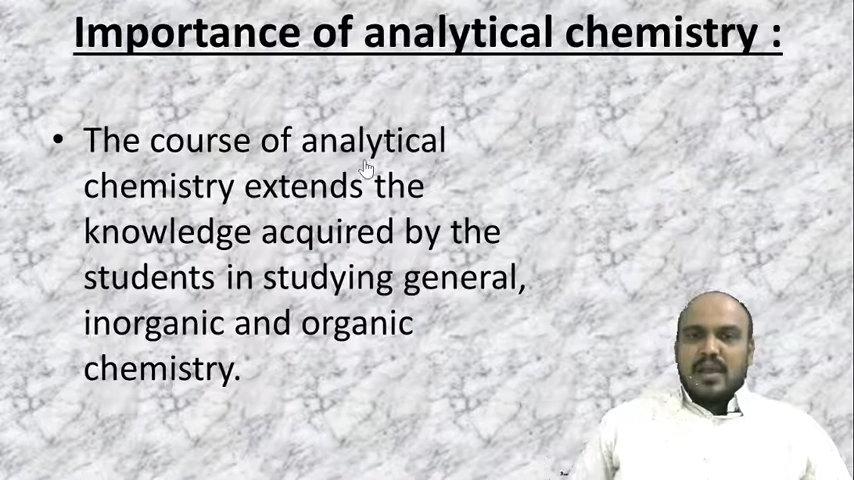 Importance of analytical chemistry :
• The course of analytical
chemistry extends the
knowledge acquired by the
students in studying general,
inorganic and organic
chemistry.